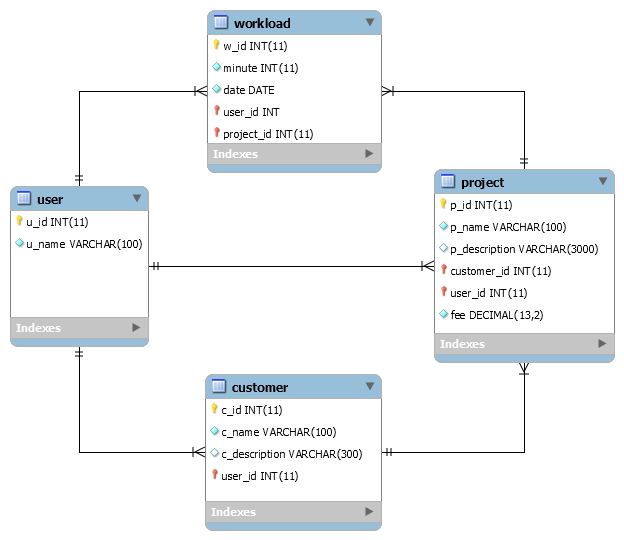 workload
w_id INT(11)
minute INT(11)
date DATE
user_id INT
project_id INT(11)
Indexes
user
u_id INT(11)
u_name VARCHAR(100)
Indexes
project
p_id INT(11)
p_name VARCHAR(100)
p_description VARCHAR(3000)
customer_id INT(11)
user_id INT(11)
fee DECIMAL(13,2)
Indexes
customer
c_id INT(11)
c_name VARCHAR(100)
c_description VARCHAR(300)
user_id INT(11)
Indexes